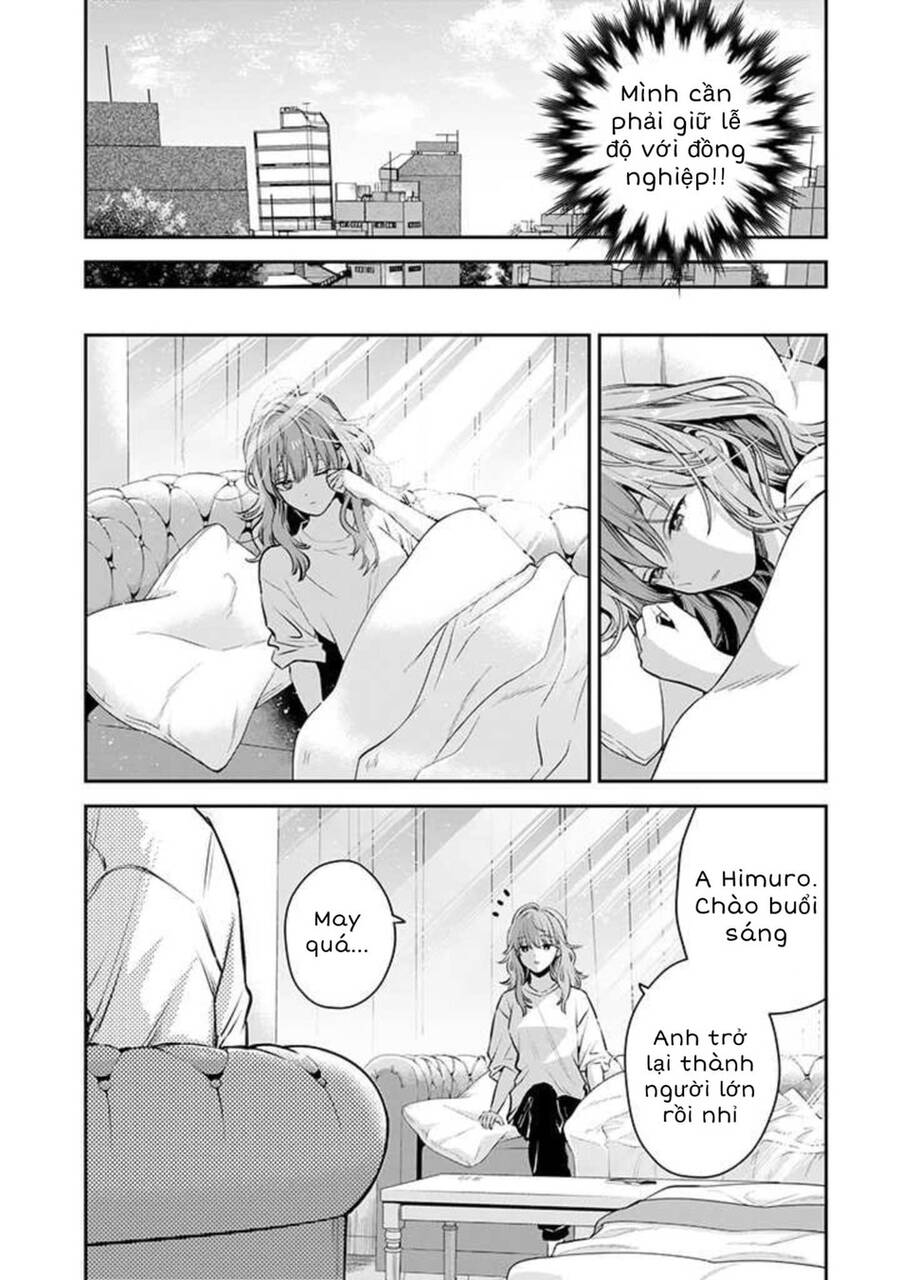 Mình cần
phải giữ lễ
độ với đồng
nghiệp!!
A Himuro.
Chào buổi
sáng
May
quá...
Anh trở
lại thành
người lớn
rồi nhỉ